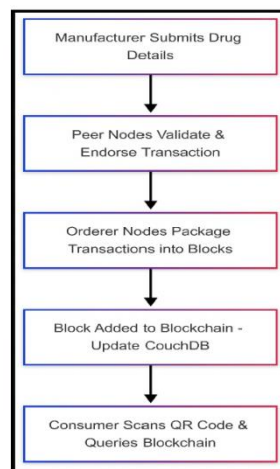 Manufacturer Submits Drug
Details
Peer Nodes Validate &
Endorse Transaction
Orderer Nodes Package
Transactions into Blocks
Block Added to Blockchain -
Update CouchDB
Consumer Scans QR Code &
Queries Blockchain